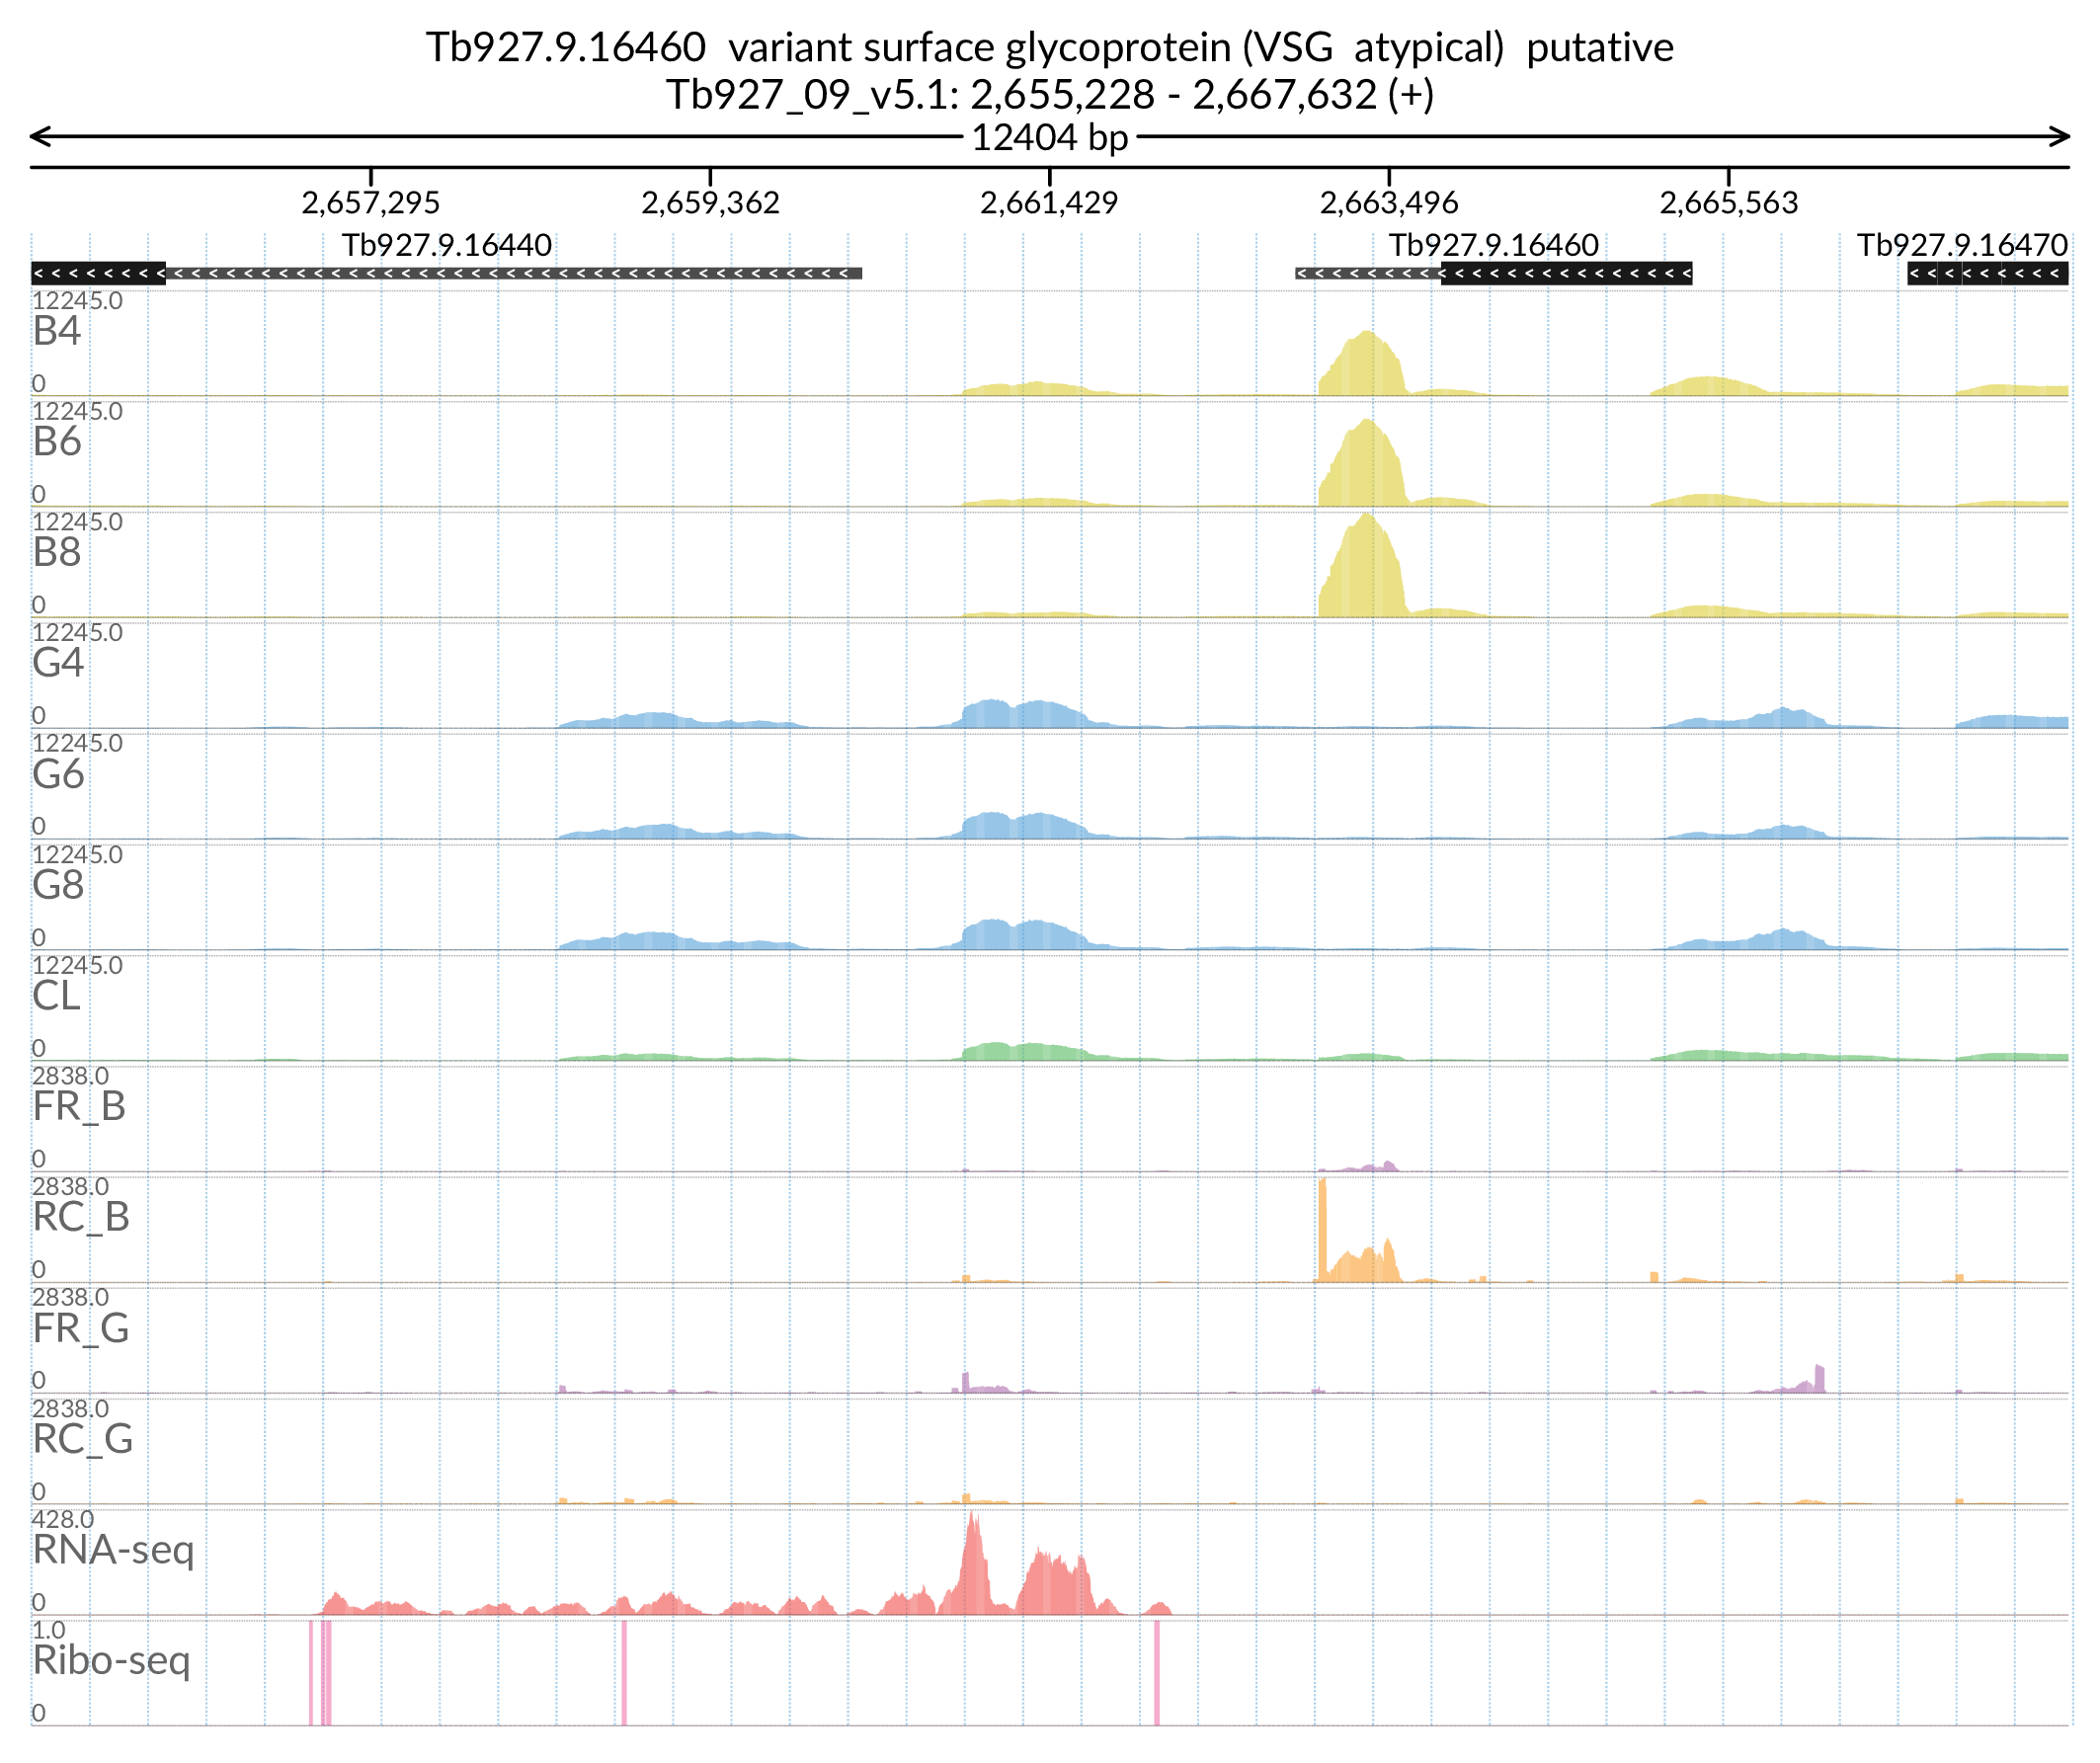 Tb927.9.16460 variant surface glycoprotein (VSG atypical) putative
Tb927_09_v5.1: 2,655,228 - 2,667,632 (+)
12404 bp
2,657,295 2,659,362 2,661,429 2,663,496 2,665,563
Tb927.9.16440 Tb927.9.16460 Tb927.9.16470
12245.0
B4
0
12245.0
B6
0
12245.0
B8
0
12245.0
G4
0
12245.0
G6
0
12245.0
G8
0
12245.0
CL
0
2838.0
FR_B
0
2838.0
RC_B
0
2838.0
FR_G
0
2838.0
RC_G
0
428.0
RNA-seq
0
1.0
Ribo-seq
0